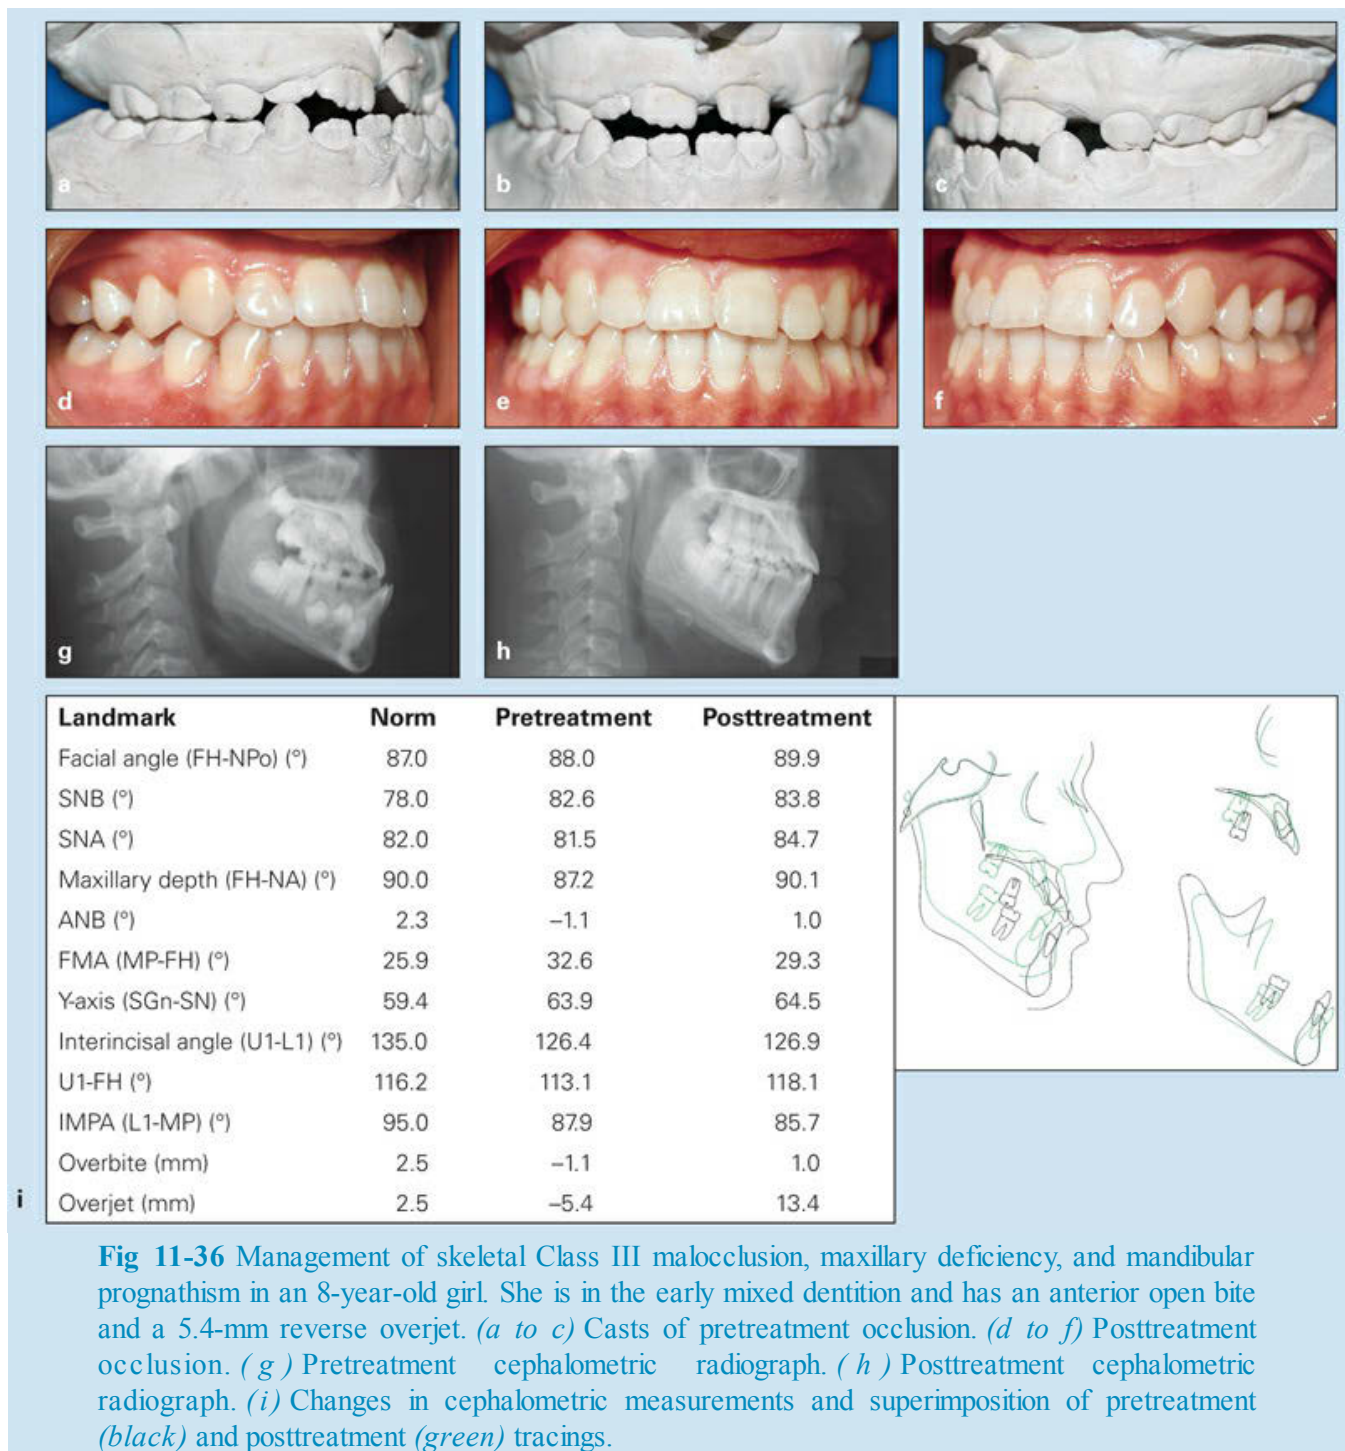 a
b
c
d
e
f
g
h
Landmark Norm Pretreatment Posttreatment
Facial angle (FH-NPo) (°) 87.0 88.0 89.9
SNB (°) 78.0 82.6 83.8
SNA (°) 82.0 81.5 84.7
Maxillary depth (FH-NA) (°) 90.0 87.2 90.1
ANB (°) 2.3 –1.1 1.0
FMA (MP-FH) (°) 25.9 32.6 29.3
Y-axis (SGn-SN) (°) 59.4 63.9 64.5
Interincisal angle (U1-L1) (°) 135.0 126.4 126.9
U1-FH (°) 116.2 113.1 118.1
IMPA (L1-MP) (°) 95.0 87.9 85.7
Overbite (mm) 2.5 –1.1 1.0
Overjet (mm) 2.5 –5.4 13.4
i
Fig 11-36 Management of skeletal Class III malocclusion, maxillary deficiency, and mandibular
prognathism in an 8-year-old girl. She is in the early mixed dentition and has an anterior open bite
and a 5.4-mm reverse overjet. (a to c) Casts of pretreatment occlusion. (d to f) Posttreatment
occlusion. ( g ) Pretreatment cephalometric radiograph. ( h ) Posttreatment cephalometric
radiograph. (i) Changes in cephalometric measurements and superimposition of pretreatment
(black) and posttreatment (green) tracings.